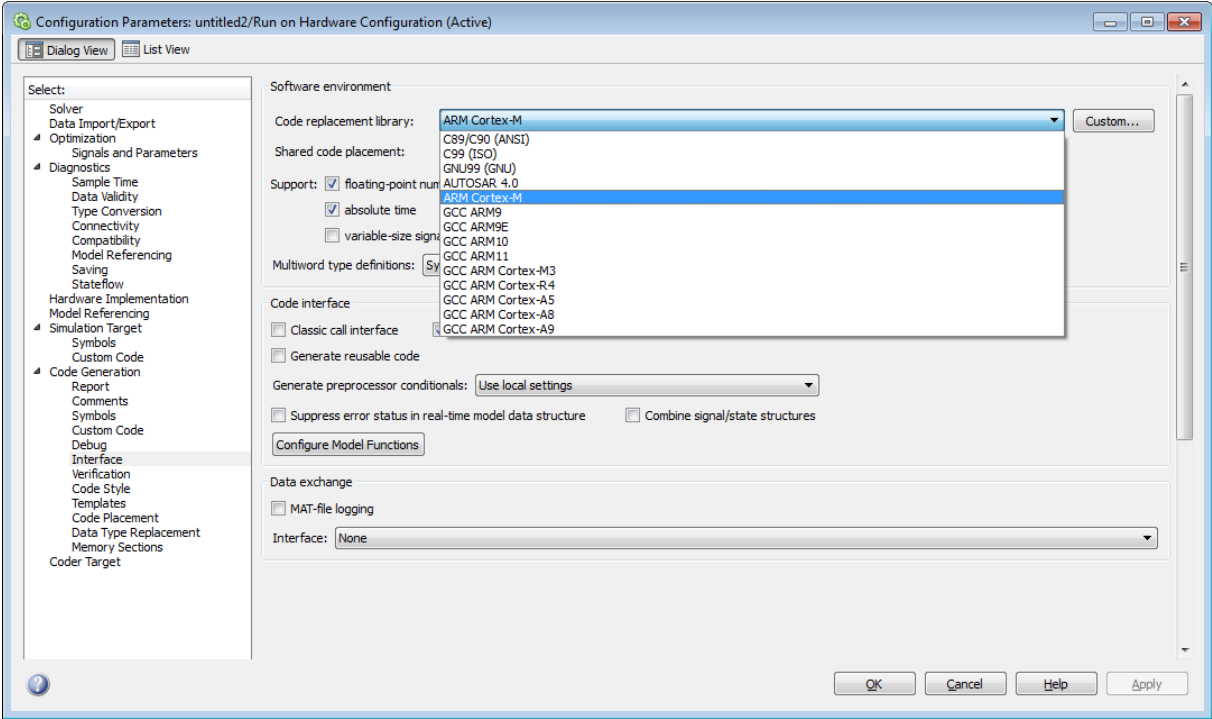 Configuration Parameters: untitled2/Run on Hardware Configuration (Active)
Dialog View List View
Select:
Solver
Data Import/Export
Optimization
Signals and Parameters
Diagnostics
Sample Time
Data Validity
Type Conversion
Connectivity
Compatibility
Model Referencing
Saving
Stateflow
Hardware Implementation
Model Referencing
Simulation Target
Symbols
Custom Code
Code Generation
Report
Comments
Symbols
Custom Code
Debug
Interface
Verification
Code Style
Templates
Code Placement
Data Type Replacement
Memory Sections
Coder Target
Software environment
Code replacement library: ARM Cortex-M Custom...
C89/C90 (ANSI)
C99 (ISO)
GNU99 (GNU)
AUTOSAR 4.0
ARM Cortex-M
GCC ARM9
GCC ARM9E
GCC ARM10
GCC ARM11
GCC ARM Cortex-M3
GCC ARM Cortex-R4
GCC ARM Cortex-A5
GCC ARM Cortex-A8
GCC ARM Cortex-A9
Shared code placement:
Support: floating-point num
absolute time
variable-size signa
Multiword type definitions: Sy
Code interface
Classic call interface
Generate reusable code
Generate preprocessor conditionals: Use local settings
Suppress error status in real-time model data structure Combine signal/state structures
Configure Model Functions
Data exchange
MAT-file logging
Interface: None
OK Cancel Help Apply